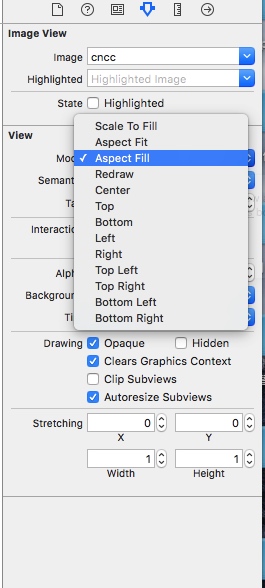 Image View
Image cncc
Highlighted Highlighted Image
State Highlighted
View
Scale To Fill
Aspect Fit
Mod ✓ Aspect Fill
Redraw
Semant Center
Ta Top
Bottom
Interactio Left
Right
Alph Top Left
Top Right
Backgroun Bottom Left
Ti Bottom Right
Drawing Opaque Hidden
Clears Graphics Context
Clip Subviews
Autoresize Subviews
Stretching 0 0
X Y
1 1
Width Height